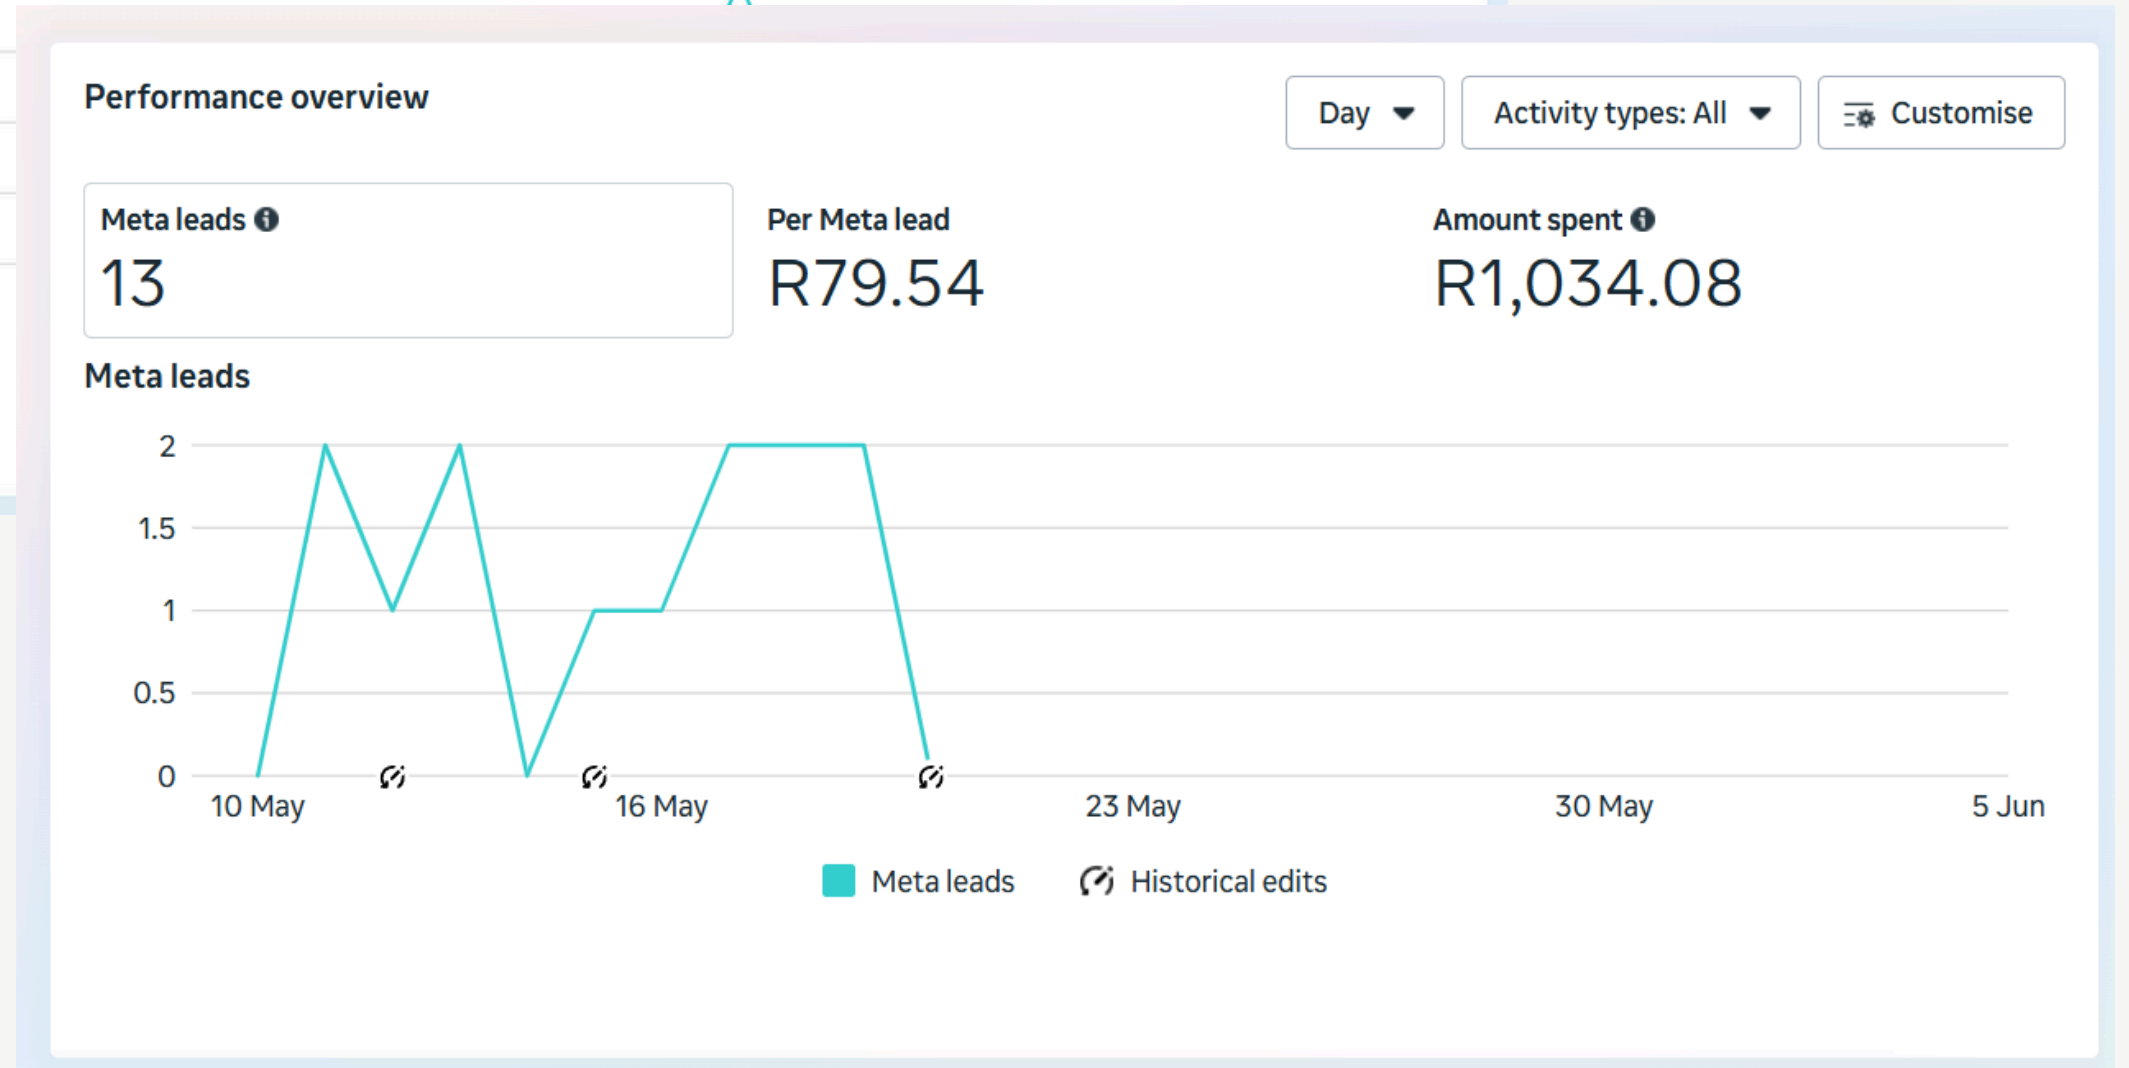 Performance overview
Day
Activity types: All
Customise
Meta leads
13
Per Meta lead
R79.54
Amount spent
R1,034.08
Meta leads
2
1.5
1
0.5
0
10 May
16 May
23 May
30 May
5 Jun
Meta leads
Historical edits